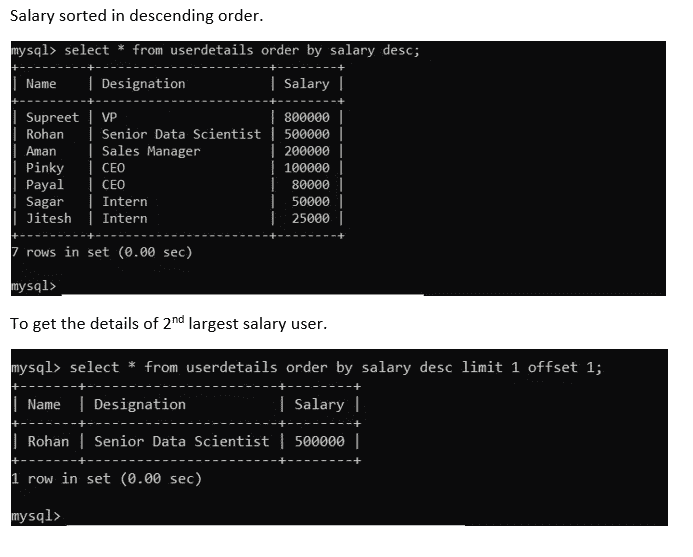 Salary sorted in descending order.
mysql> select * from userdetails order by salary desc;
+----------+-----------------------+--------+
| Name | Designation | Salary |
+----------+-----------------------+--------+
| Supreet | VP | 800000 |
| Rohan | Senior Data Scientist | 500000 |
| Aman | Sales Manager | 200000 |
| Pinky | CEO | 100000 |
| Payal | CEO | 80000 |
| Sagar | Intern | 50000 |
| Jitesh | Intern | 25000 |
+----------+-----------------------+--------+
7 rows in set (0.00 sec)
mysql>
To get the details of 2nd largest salary user.
mysql> select * from userdetails order by salary desc limit 1 offset 1;
+-------+-----------------------+--------+
| Name | Designation | Salary |
+-------+-----------------------+--------+
| Rohan | Senior Data Scientist | 500000 |
+-------+-----------------------+--------+
1 row in set (0.00 sec)
mysql>